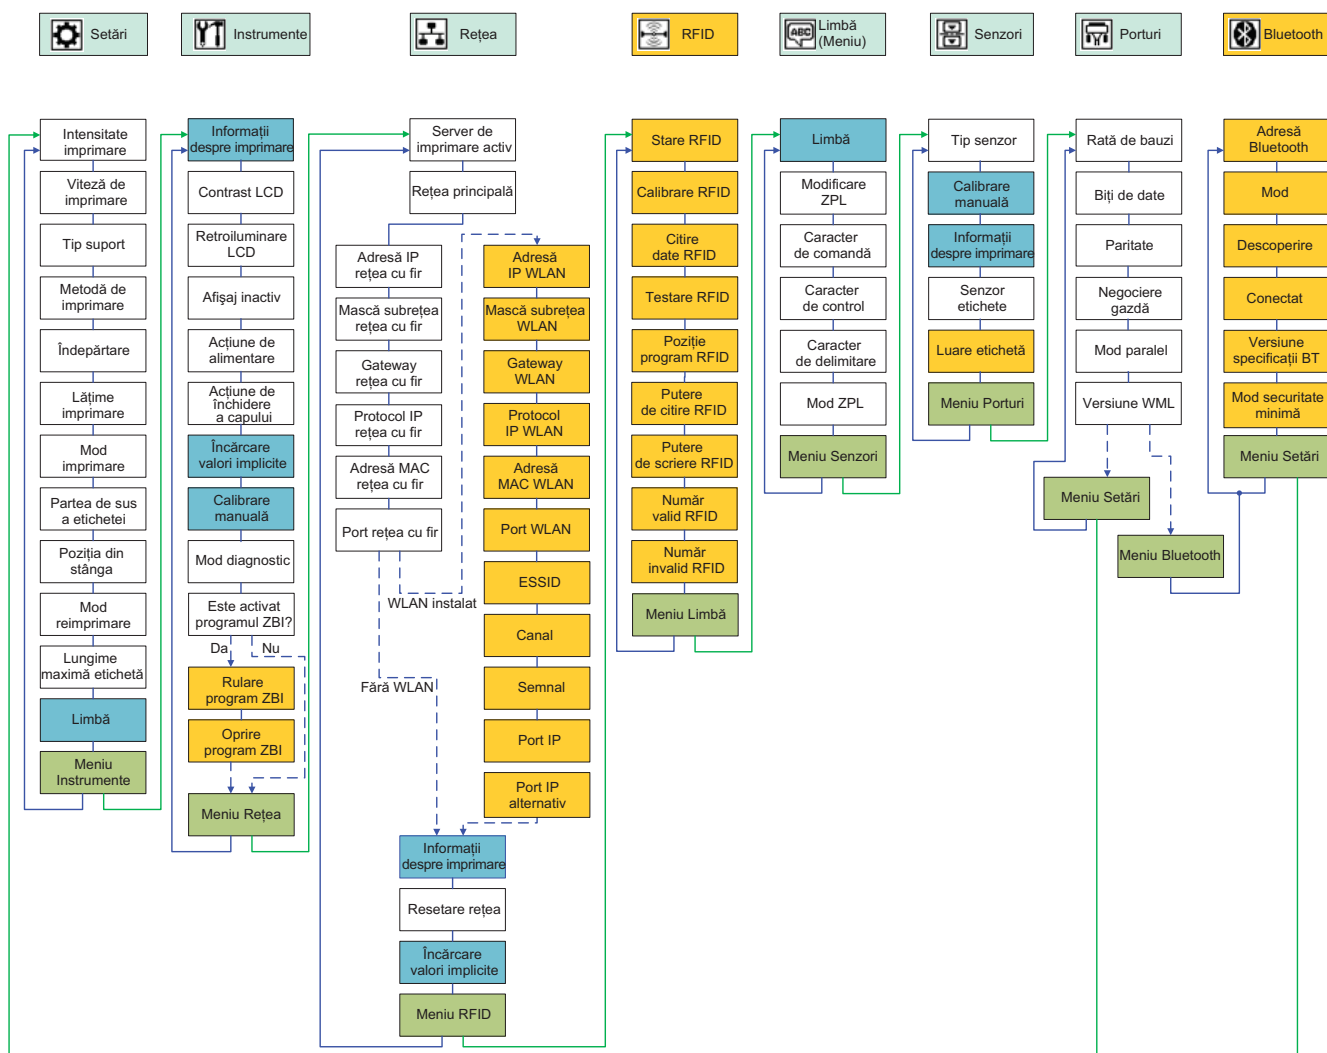 Setări
Instrumente
Rețea
RFID
Limbă
(Meniu)
Senzori
Porturi
Bluetooth
Intensitate
imprimare
Viteză de
imprimare
Tip suport
Metodă de
imprimare
Îndepărtare
Lățime
imprimare
Mod
imprimare
Partea de sus
a etichetei
Poziția din
stânga
Mod
reimprimare
Lungime
maximă etichetă
Limbă
Meniu
Instrumente
Informații
despre imprimare
Contrast LCD
Retroiluminare
LCD
Afișaj inactiv
Acțiune de
alimentare
Acțiune de
închidere
a capului
Încărcare
valori implicite
Calibrare
manuală
Mod diagnostic
Este activat
programul ZBI?
Da
Nu
Rulare
program ZBI
Oprire
program ZBI
Meniu Rețea
Server de
imprimare activ
Rețea principală
Adresă IP
rețea cu fir
Mască subrețea
rețea cu fir
Gateway
rețea cu fir
Protocol IP
rețea cu fir
Adresă MAC
rețea cu fir
Port rețea cu fir
WLAN instalat
Fără WLAN
Adresă
IP WLAN
Mască subrețea
WLAN
Gateway
WLAN
Protocol
IP WLAN
Adresă
MAC WLAN
Port WLAN
ESSID
Canal
Semnal
Port IP
Port IP
alternativ
Informații
despre imprimare
Resetare rețea
Încărcare
valori implicite
Meniu RFID
Stare RFID
Calibrare RFID
Citire
date RFID
Testare RFID
Poziție
program RFID
Putere
de citire RFID
Putere
de scriere RFID
Număr
valid RFID
Număr
invalid RFID
Meniu Limbă
Limbă
Modificare
ZPL
Caracter
de comandă
Caracter
de control
Caracter
de delimitare
Mod ZPL
Meniu Senzori
Tip senzor
Calibrare
manuală
Informații
despre imprimare
Senzor
etichete
Luare etichetă
Meniu Porturi
Rată de bauzi
Biți de date
Paritate
Negociere
gazdă
Mod paralel
Versiune WML
Meniu Setări
Meniu Bluetooth
Adresă
Bluetooth
Mod
Descoperire
Conectat
Versiune
specificații BT
Mod securitate
minimă
Meniu Setări
ABC